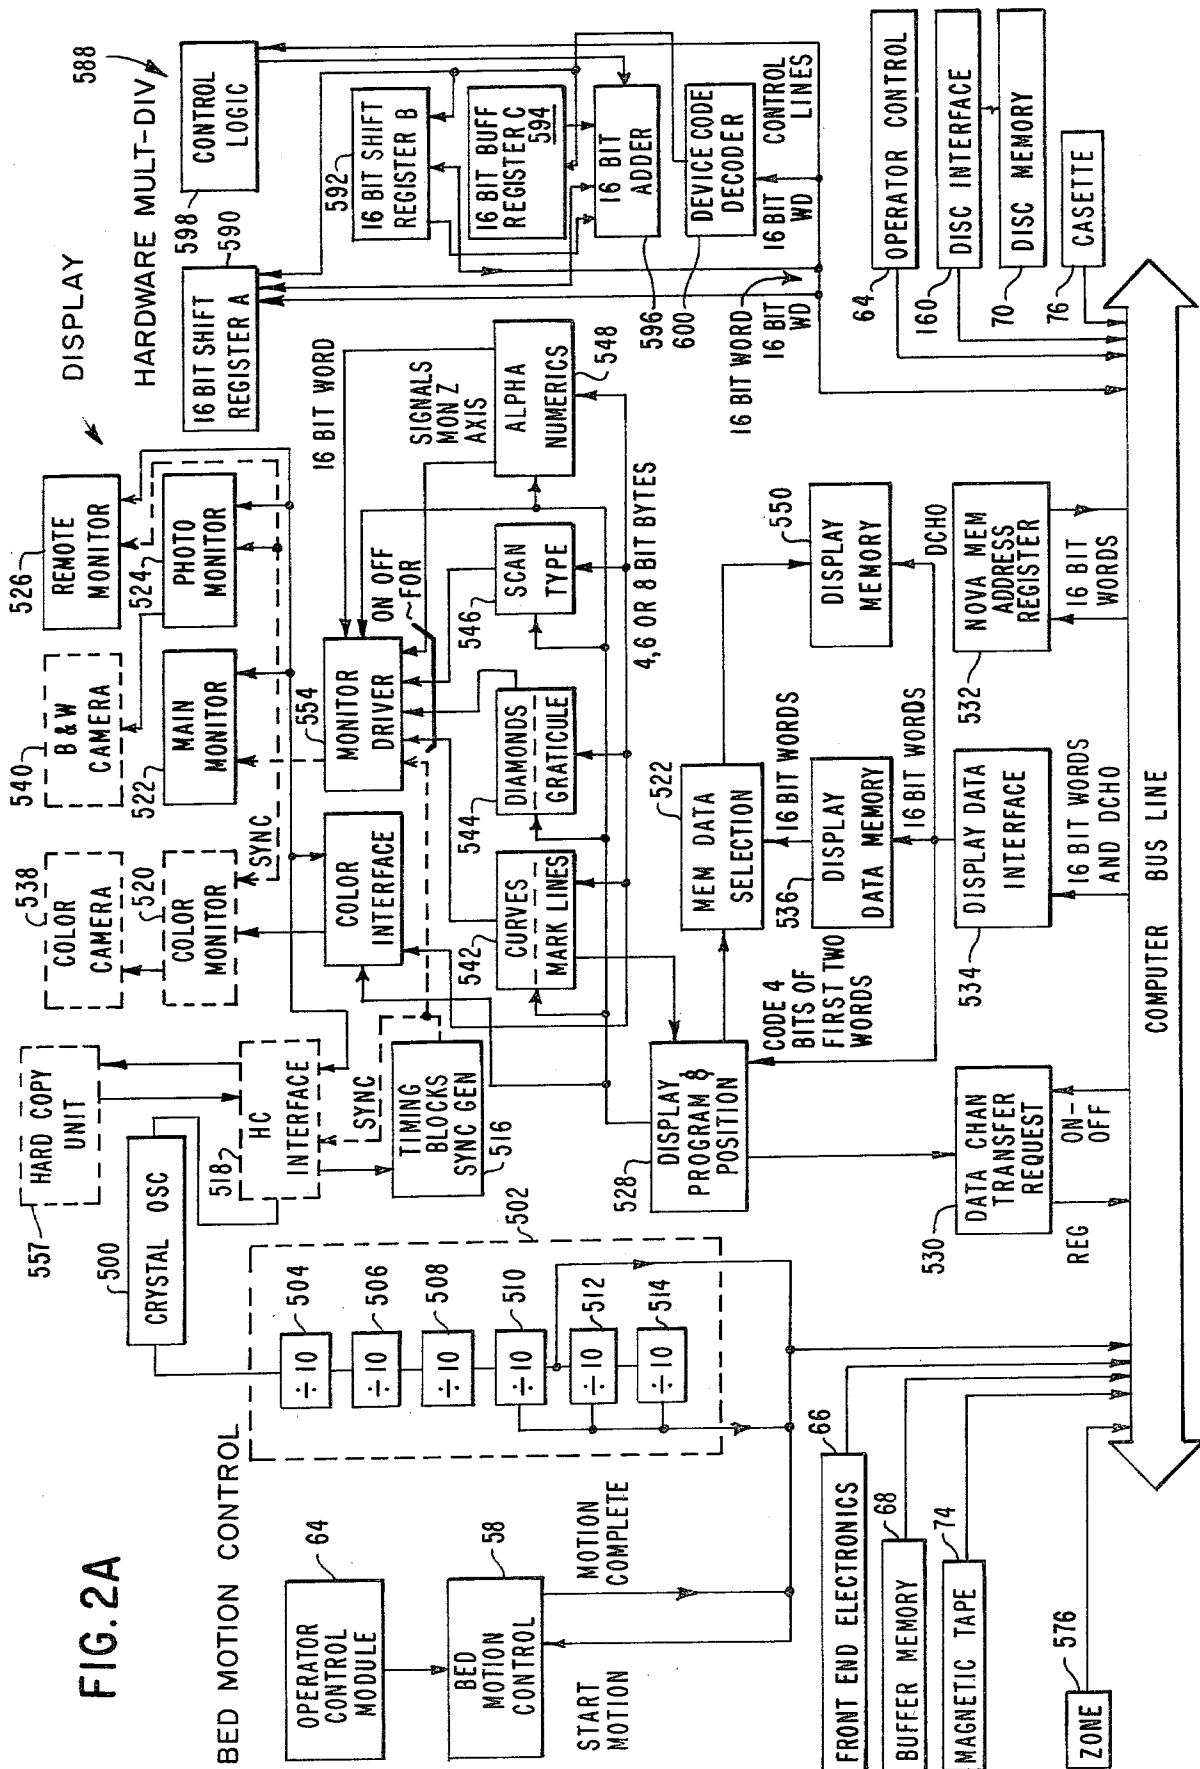 FIG.2A
BED MOTION CONTROL
OPERATOR
CONTROL
MODULE
64
BED
MOTION
CONTROL
58
START
MOTION
MOTION
COMPLETE
CRYSTAL OSC
500
502
÷10
504
÷10
506
÷10
508
÷10
510
÷10
512
÷10
514
HARD COPY
UNIT
557
HC
INTERFACE
518
SYNC
TIMING
BLOCKS
SYNC GEN
516
DISPLAY
COLOR
CAMERA
538
COLOR
MONITOR
520
SYNC
B & W
CAMERA
540
MAIN
MONITOR
522
REMOTE
MONITOR
526
PHOTO
MONITOR
524
COLOR
INTERFACE
MONITOR
DRIVER
554
ON OFF
FOR
16 BIT WORD
SIGNALS
MON Z
AXIS
CURVES
MARK LINES
542
DIAMONDS
GRATICULE
544
SCAN
TYPE
546
ALPHA
NUMERICS
548
4,6 OR 8 BIT BYTES
DISPLAY
PROGRAM &
POSITION
528
CODE 4
BITS OF
FIRST TWO
WORDS
MEM DATA
SELECTION
522
16 BIT WORDS
DISPLAY
DATA MEMORY
536
16 BIT WORDS
DISPLAY
MEMORY
550
DCHO
DATA CHAN
TRANSFER
REQUEST
530
REG
ON-
OFF
DISPLAY DATA
INTERFACE
534
16 BIT WORDS
AND DCHO
NOVA MEM
ADDRESS
REGISTER
532
16 BIT
WORDS
HARDWARE MULT-DIV
588
16 BIT SHIFT
REGISTER A
590
CONTROL
LOGIC
598
16 BIT SHIFT
REGISTER B
592
16 BIT BUFF
REGISTER C
594
16 BIT
ADDER
596
DEVICE CODE
DECODER
600
16 BIT WORD
16 BIT
WD
16 BIT
WD
CONTROL
LINES
FRONT END ELECTRONICS
66
BUFFER MEMORY
68
MAGNETIC TAPE
74
ZONE
576
COMPUTER BUS LINE
OPERATOR CONTROL
64
DISC INTERFACE
160
DISC MEMORY
70
CASETTE
76